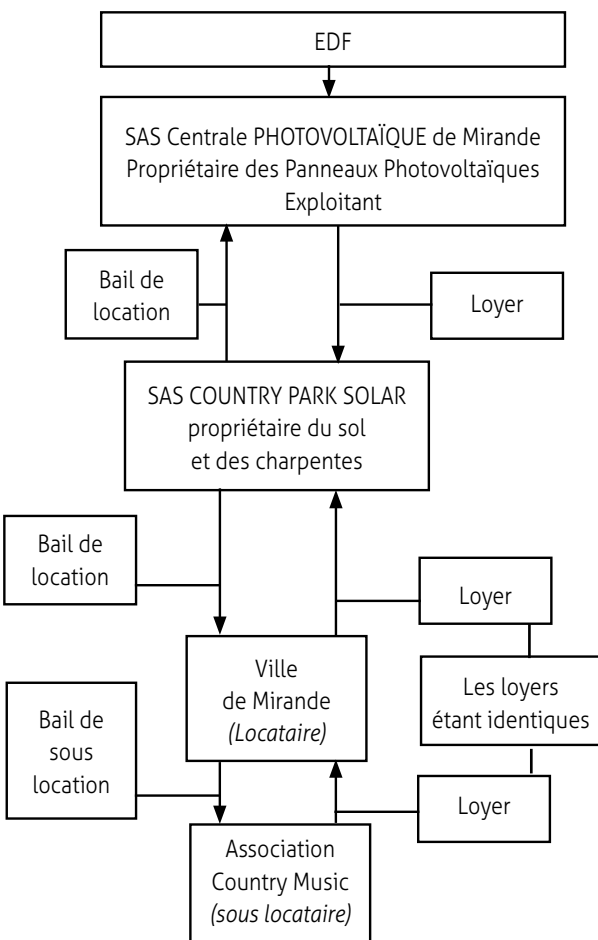 EDF
SAS Centrale PHOTOVOLTAÏQUE de Mirande
Propriétaire des Panneaux Photovoltaïques
Exploitant
Bail de
location
Loyer
SAS COUNTRY PARK SOLAR
propriétaire du sol
et des charpentes
Bail de
location
Loyer
Ville
de Mirande
(Locataire)
Les loyers
étant identiques
Bail de
sous
location
Loyer
Association
Country Music
(sous locataire)